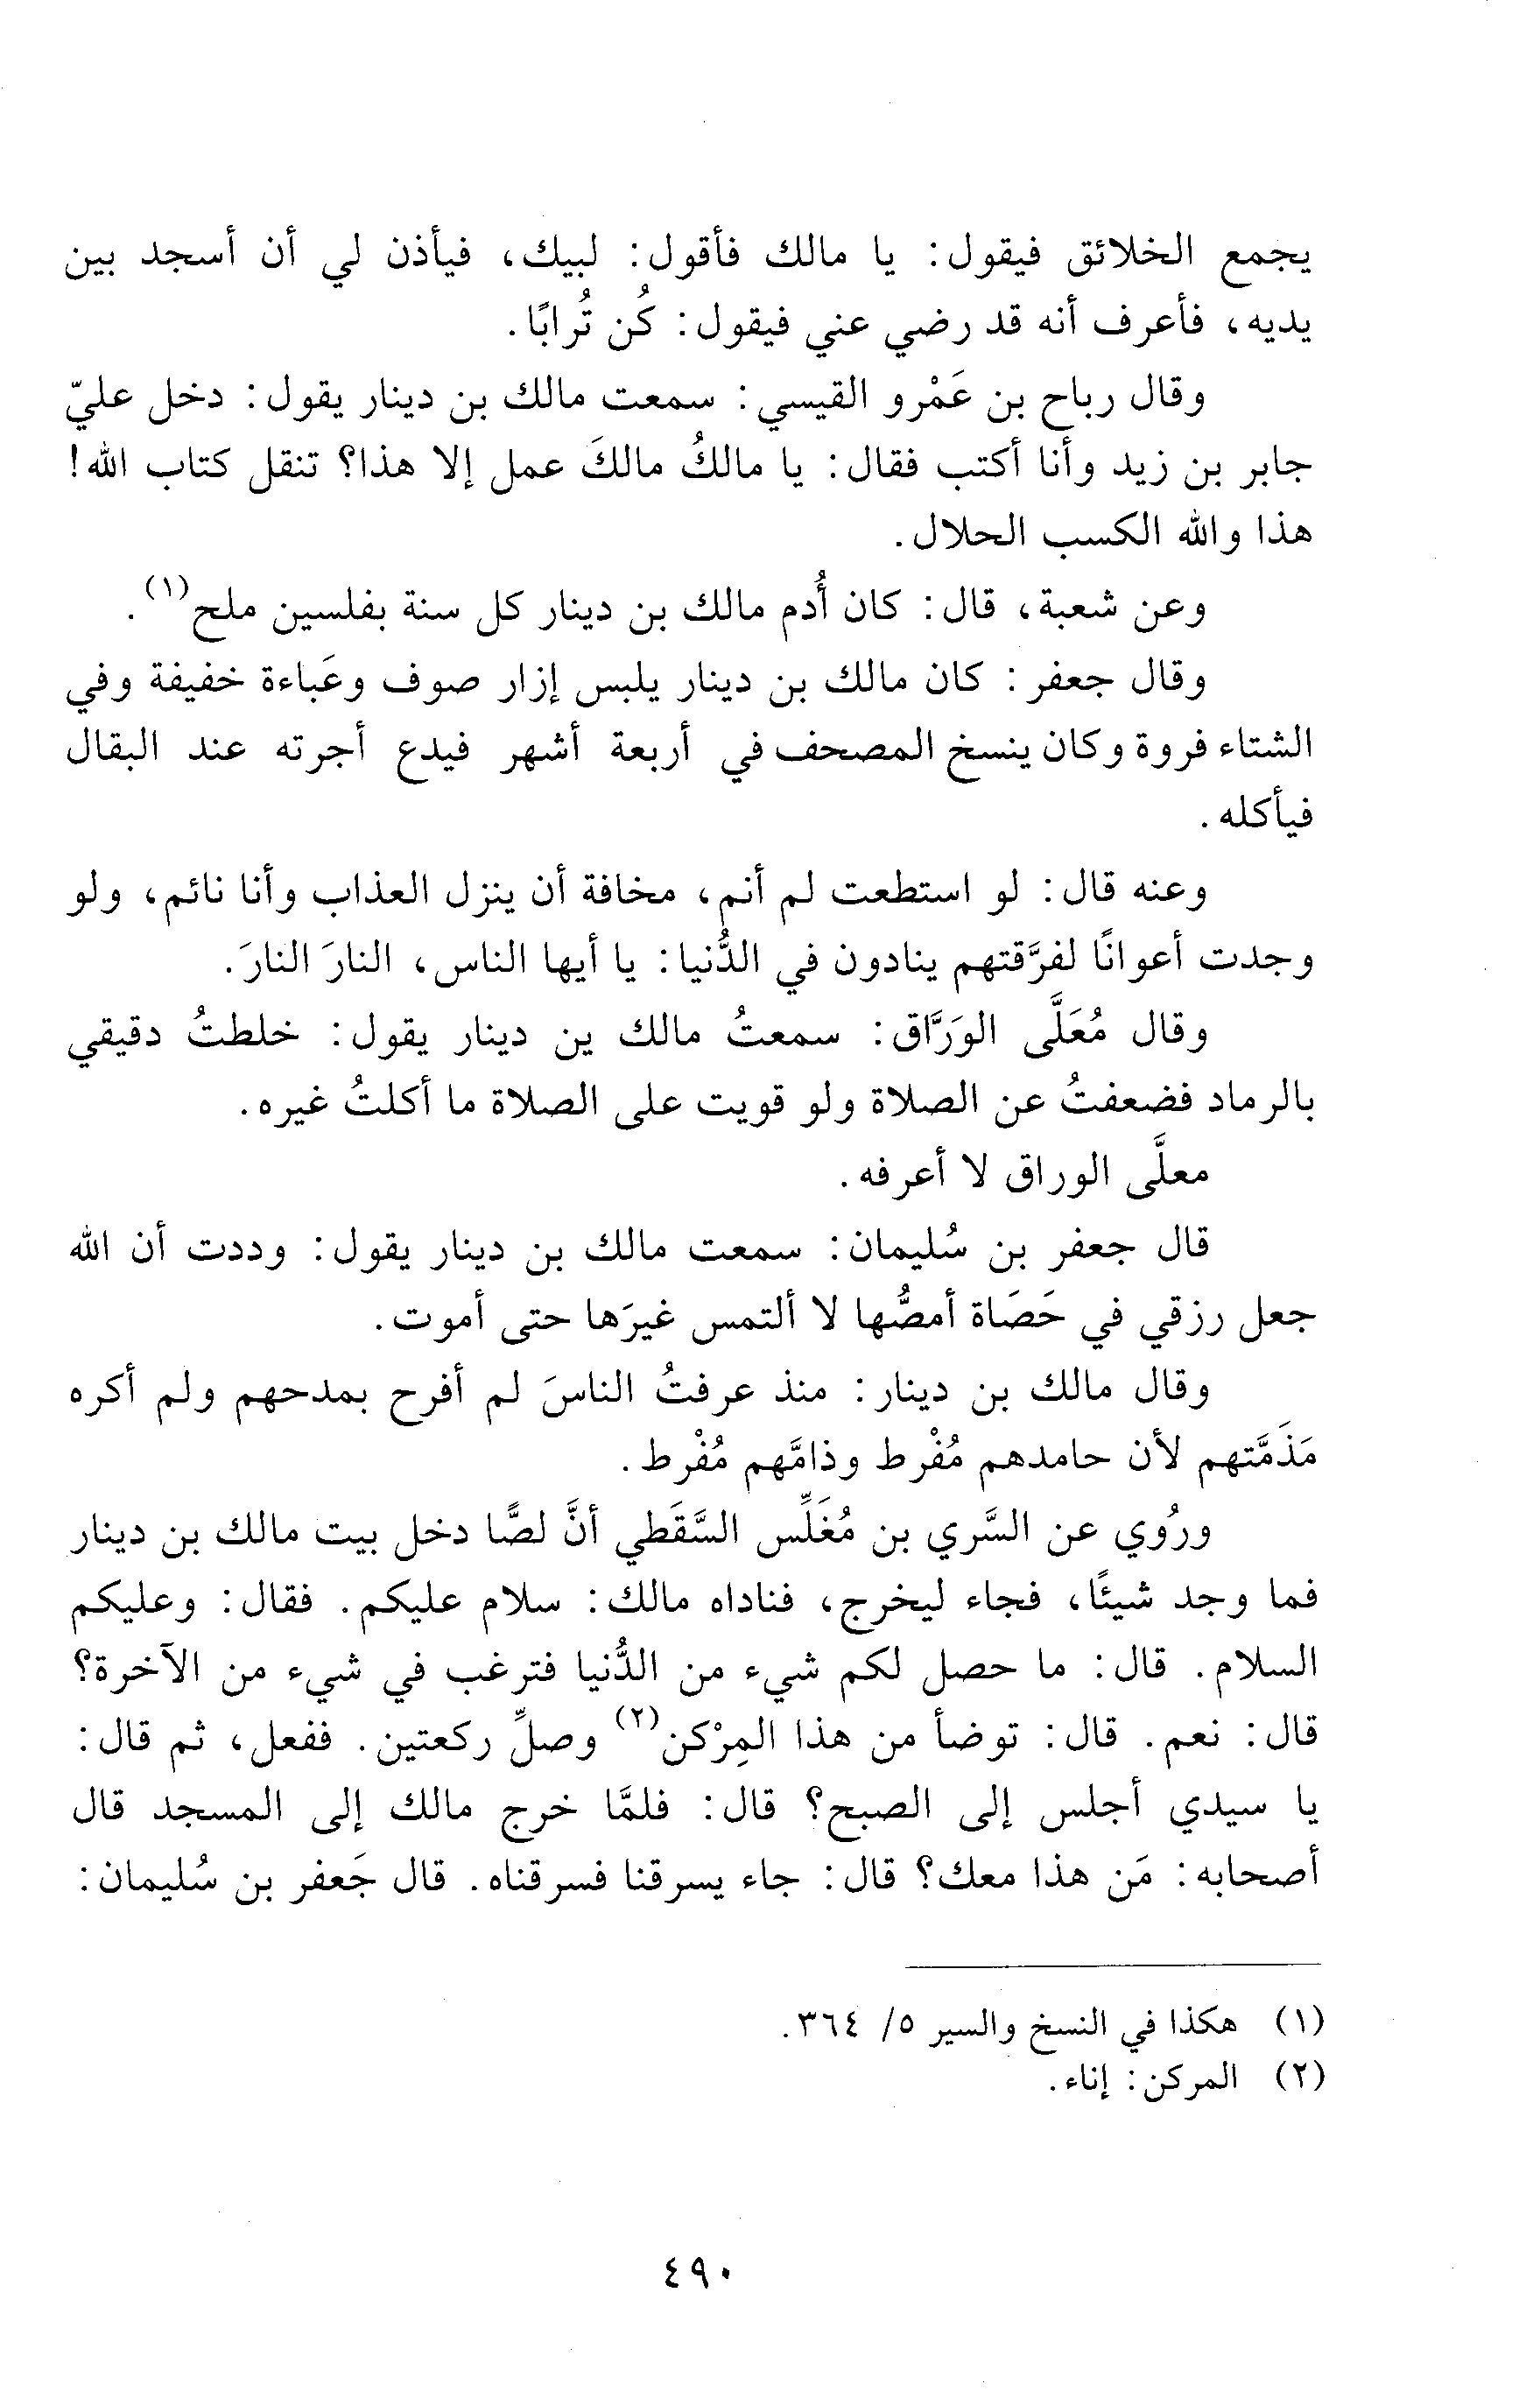 يجمع الخلائق فيقول: يا مالك فأقول: لبيك، فيأذن لي أن أسجد بين
يديه، فأعرف أنه قد رضي عني فيقول: كُن تُرابًا.
وقال رباح بن عَمْرو القيسي: سمعت مالك بن دينار يقول: دخل عليّ
جابر بن زيد وأنا أكتب فقال: يا مالكُ مالكَ عمل إلا هذا؟ تنقل كتاب الله!
هذا والله الكسب الحلال.
وعن شعبة، قال: كان أُدم مالك بن دينار كل سنة بفلسين ملح(١).
وقال جعفر: كان مالك بن دينار يلبس إزار صوف وعَباءة خفيفة وفي
الشتاء فروة وكان ينسخ المصحف في أربعة أشهر فيدع أجرته عند البقال
فيأكله.
وعنه قال: لو استطعت لم أنم، مخافة أن ينزل العذاب وأنا نائم، ولو
وجدت أعوانًا لفرَّقتهم ينادون في الدُّنيا: يا أيها الناس، النارَ النارَ.
وقال مُعَلَّى الوَرَّاق: سمعتُ مالك ين دينار يقول: خلطتُ دقيقي
بالرماد فضعفتُ عن الصلاة ولو قويت على الصلاة ما أكلتُ غيره.
معلَّى الوراق لا أعرفه.
قال جعفر بن سُليمان: سمعت مالك بن دينار يقول: وددت أن الله
جعل رزقي في حَصَاة أمصُّها لا ألتمس غيرَها حتى أموت.
وقال مالك بن دينار: منذ عرفتُ الناسَ لم أفرح بمدحهم ولم أكره
مَذَمَّتهم لأن حامدهم مُفْرط وذامَّهم مُفْرط.
ورُوي عن السَّري بن مُغَلِّس السَّقَطي أنَّ لصًّا دخل بيت مالك بن دينار
فما وجد شيئًا، فجاء ليخرج، فناداه مالك: سلام عليكم. فقال: وعليكم
السلام. قال: ما حصل لكم شيء من الدُّنيا فترغب في شيء من الآخرة؟
قال: نعم. قال: توضأ من هذا المِرْكن(٢) وصلِّ ركعتين. ففعل، ثم قال:
يا سيدي أجلس إلى الصبح؟ قال: فلمَّا خرج مالك إلى المسجد قال
أصحابه: مَن هذا معك؟ قال: جاء يسرقنا فسرقناه. قال جَعفر بن سُليمان:
(١) هكذا في النسخ والسير ٥/ ٣٦٤.
(٢) المركن: إناء.
٤٩٠